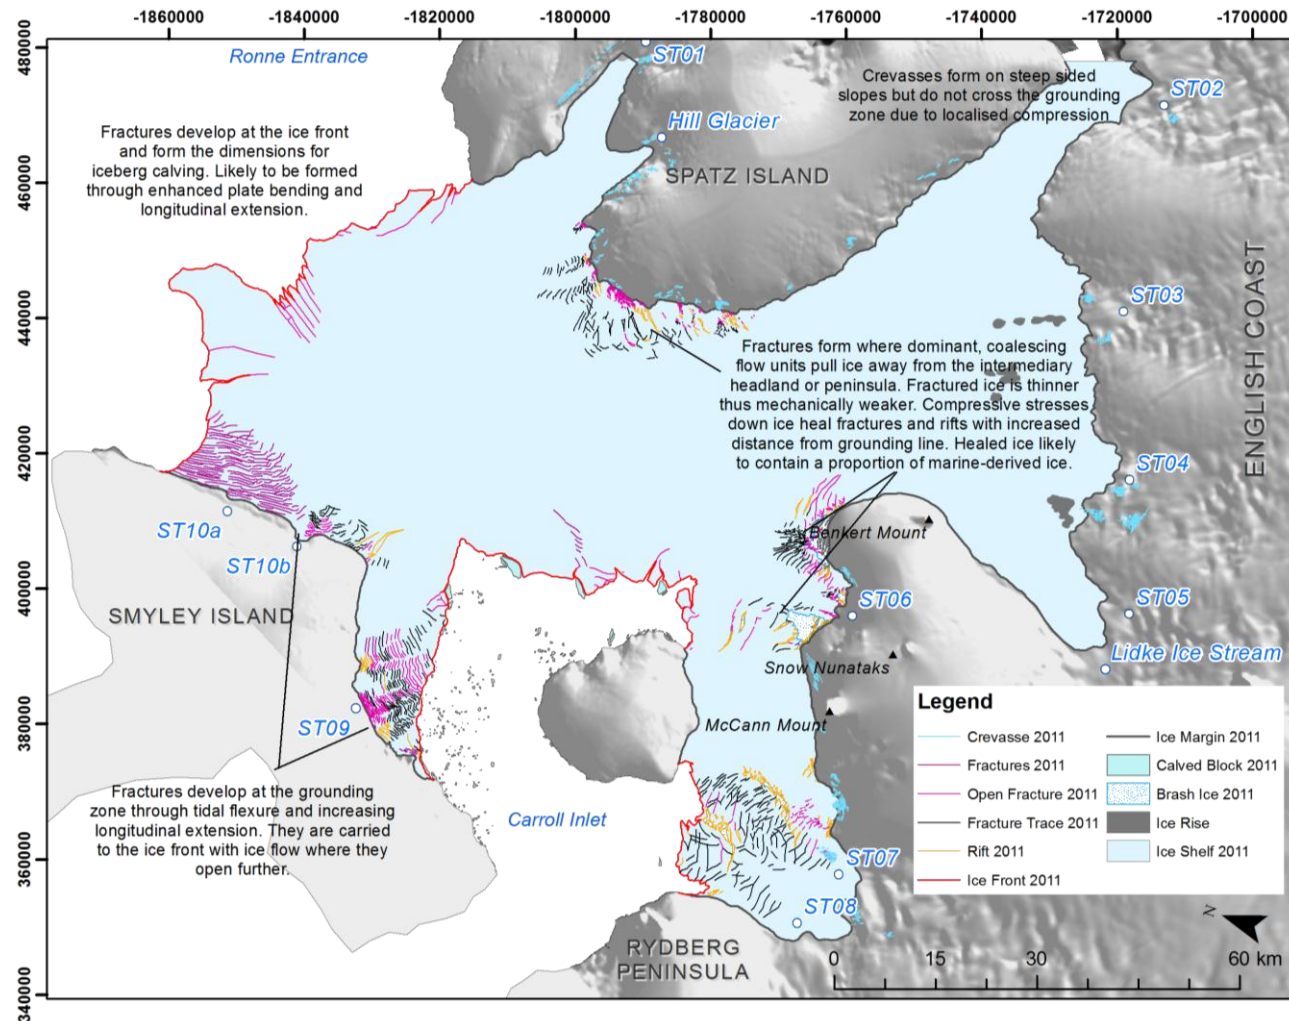 -1860000 -1840000 -1820000 -1800000 -1780000 -1760000 -1740000 -1720000 -1700000
480000
460000
440000
420000
400000
380000
360000
340000
Ronne Entrance
ST01
Crevasses form on steep sided
slopes but do not cross the grounding
zone due to localised compression
ST02
Hill Glacier
Fractures develop at the ice front
and form the dimensions for
iceberg calving. Likely to be formed
through enhanced plate bending and
longitudinal extension.
SPATZ ISLAND
ST03
ENGLISH COAST
Fractures form where dominant, coalescing
flow units pull ice away from the intermediary
headland or peninsula. Fractured ice is thinner
thus mechanically weaker. Compressive stresses
down ice heal fractures and rifts with increased
distance from grounding line. Healed ice likely
to contain a proportion of marine-derived ice.
ST04
ST10a
Benkert Mount
ST10b
ST06
ST05
SMYLEY ISLAND
Lidke Ice Stream
Snow Nunataks
ST09
McCann Mount
Fractures develop at the grounding
zone through tidal flexure and increasing
longitudinal extension. They are carried
to the ice front with ice flow where they
open further.
Carroll Inlet
ST07
ST08
RYDBERG
PENINSULA
Legend
Crevasse 2011
Fractures 2011
Open Fracture 2011
Fracture Trace 2011
Rift 2011
Ice Front 2011
Ice Margin 2011
Calved Block 2011
Brash Ice 2011
Ice Rise
Ice Shelf 2011
N
0 15 30 60 km